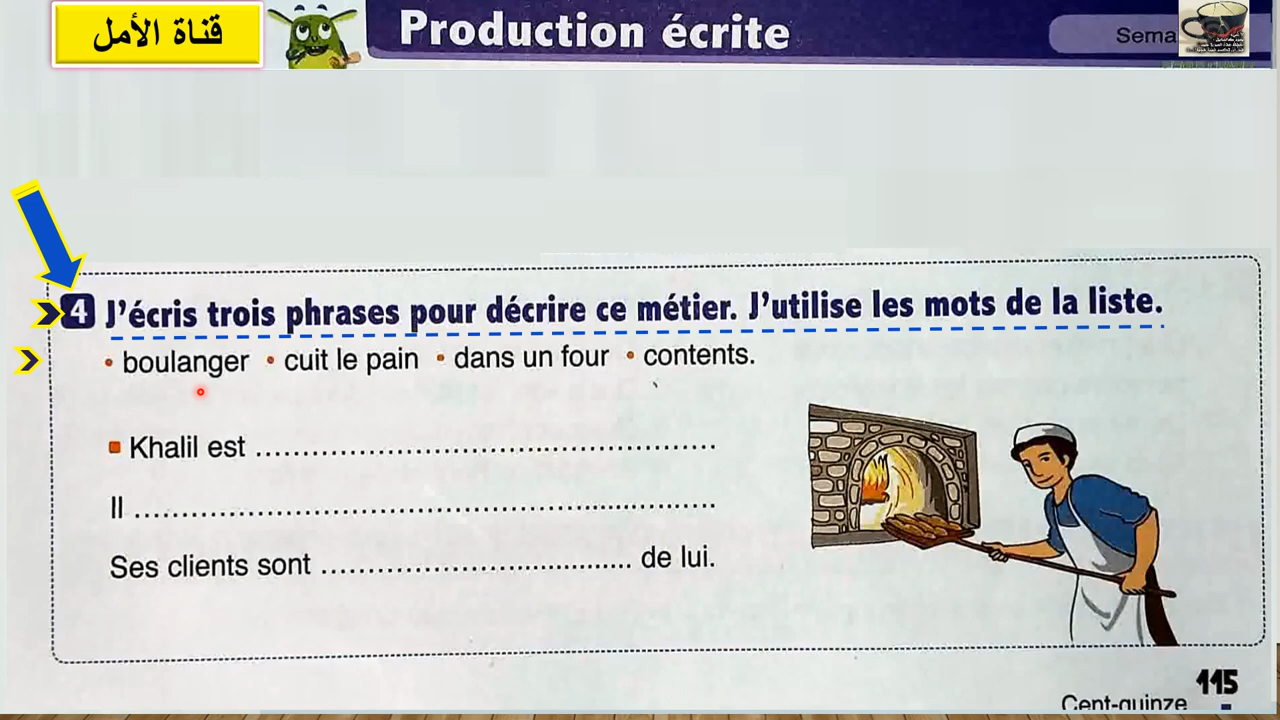 قناة الأمل
Production écrite
Sema
4 J'écris trois phrases pour décrire ce métier. J'utilise les mots de la liste.
• boulanger • cuit le pain • dans un four • contents.
Khalil est ................................................
Il ................................................
Ses clients sont ................................ de lui.
115
Cent-quinze